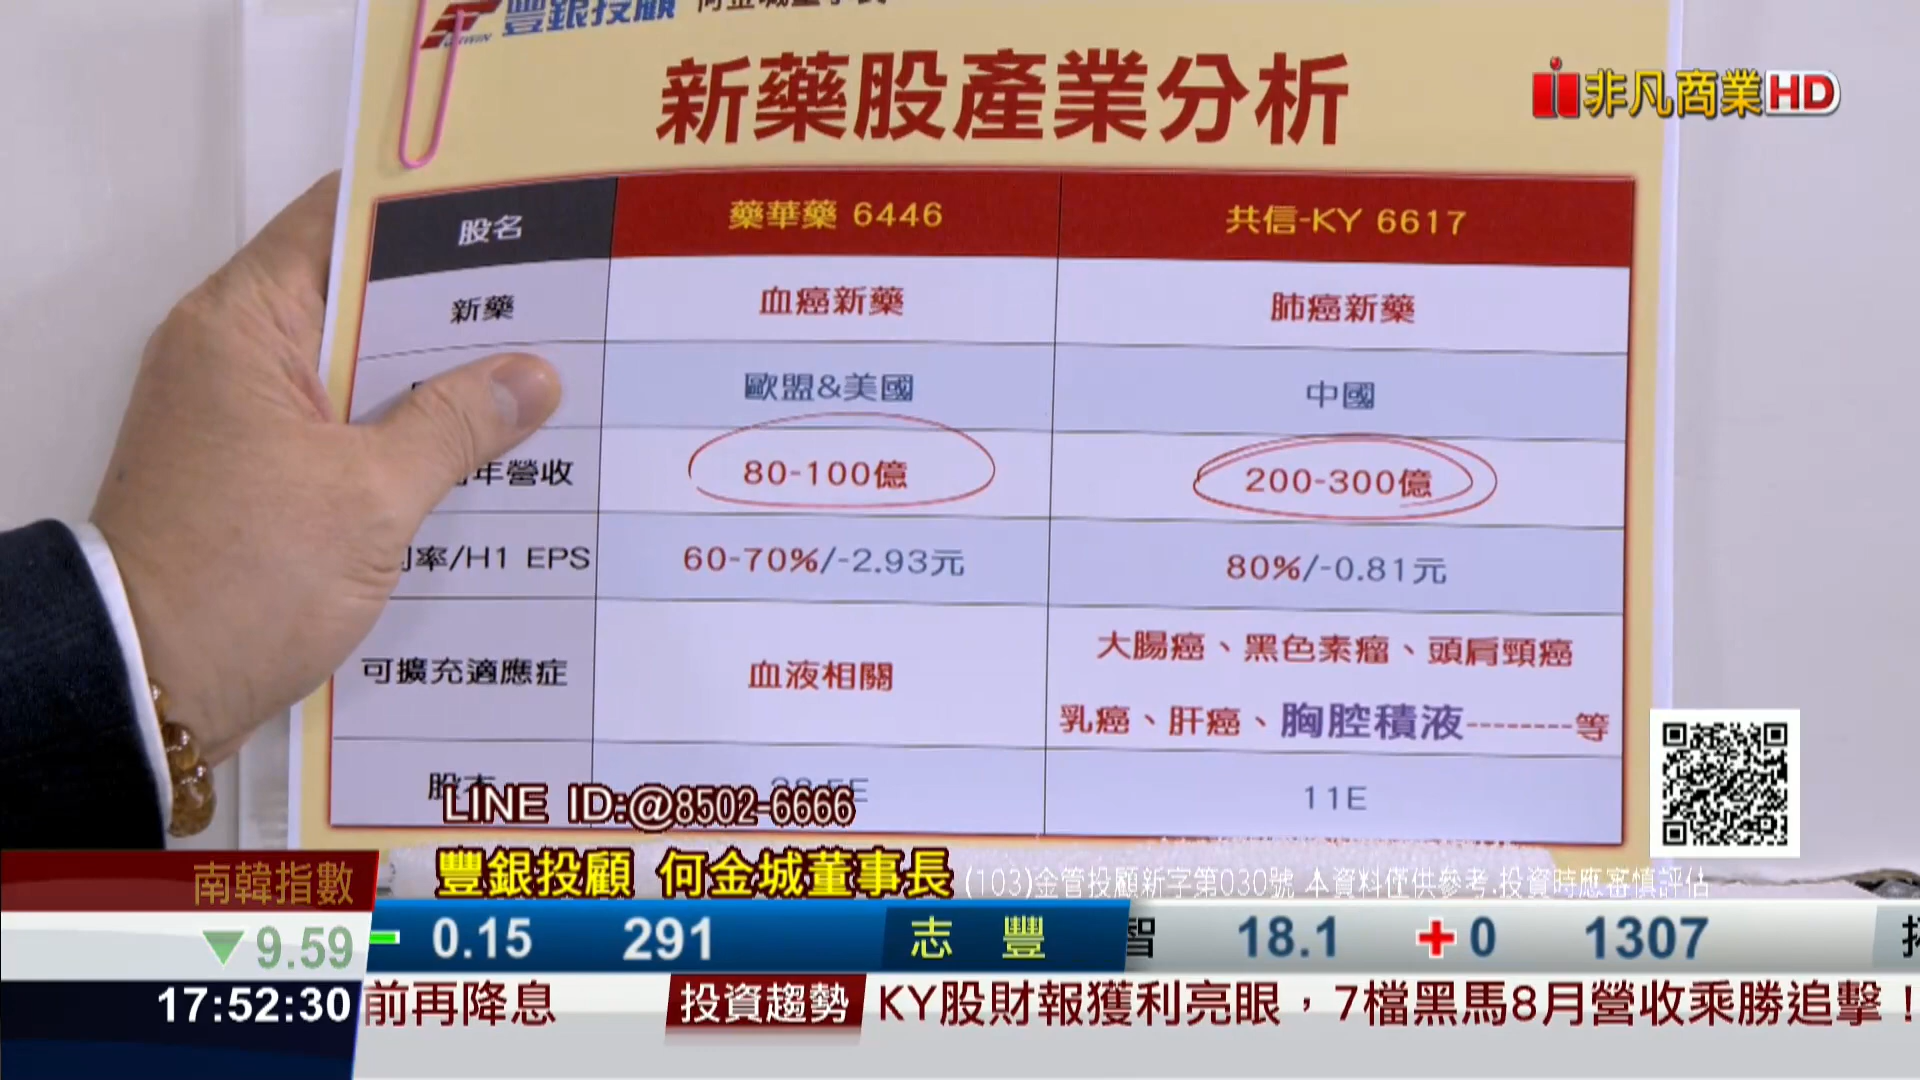 豐銀投顧
新藥股產業分析
非凡商業HD
股名 藥華藥 6446 共信-KY 6617
新藥 血癌新藥 肺癌新藥
歐盟&美國 中國
年營收 80-100億 200-300億
率/H1 EPS 60-70%/-2.93元 80%/-0.81元
可擴充適應症 血液相關 大腸癌、黑色素瘤、頭肩頸癌
乳癌、肝癌、胸腔積液--------等
11E
LINE ID:@8502-6666
豐銀投顧 何金城董事長 (103)金管投顧新字第030號 本資料僅供參考.投資時應審慎評估
南韓指數
▼9.59 0.15 291 志豐 智 18.1 +0 1307
17:52:30 前再降息 投資趨勢 KY股財報獲利亮眼，7檔黑馬8月營收乘勝追擊！